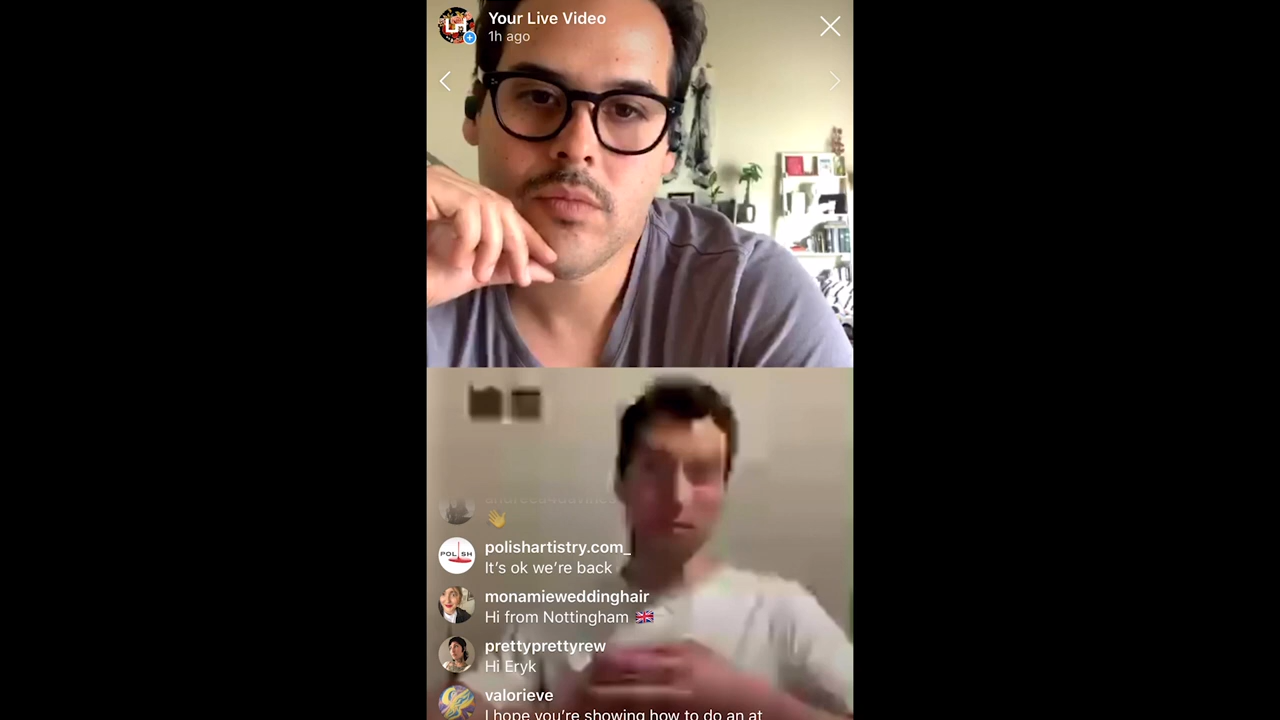 Your Live Video
1h ago
👋
polishartistry.com_
POLISH
It’s ok we’re back
monamieweddinghair
Hi from Nottingham 🇬🇧
prettyprettyrew
Hi Eryk
valorieve
I hope you’re showing how to do an at